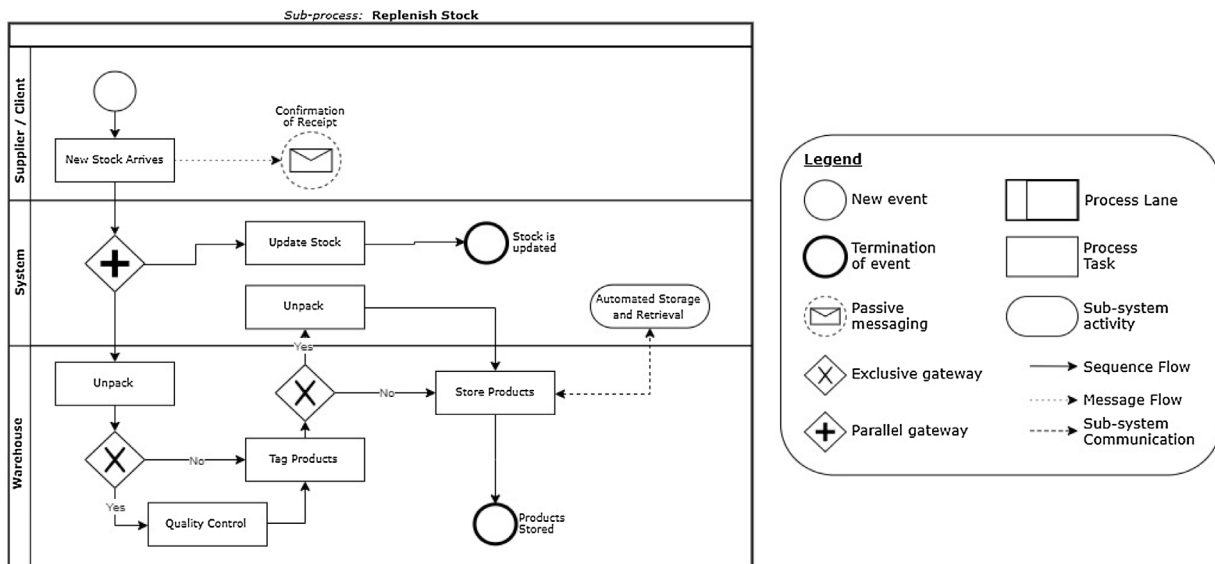 Sub-process: Replenish Stock
Supplier / Client
Confirmation
of Receipt
New Stock Arrives
System
Update Stock
Stock is
updated
Unpack
Automated Storage
and Retrieval
Yes
Warehouse
Unpack
No
Store Products
No
Tag Products
Yes
Quality Control
Products
Stored
Legend
New event
Process Lane
Termination
of event
Process
Task
Passive
messaging
Sub-system
activity
Exclusive gateway
Sequence Flow
Message Flow
Parallel gateway
Sub-system
Communication